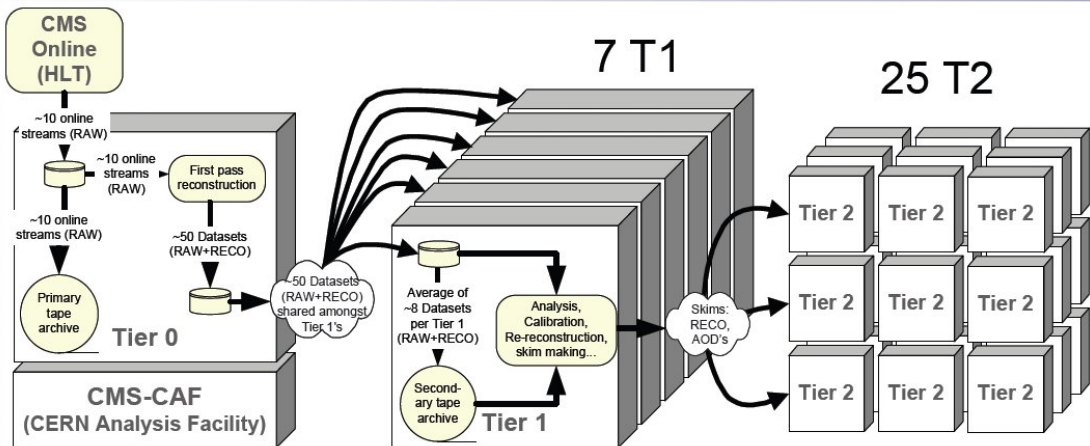 CMS
Online
(HLT)
~10 online
streams (RAW)
~10 online
streams
(RAW)
First pass
reconstruction
~10 online
streams (RAW)
~50 Datasets
(RAW+RECO)
Primary
tape
archive
Tier 0
CMS-CAF
(CERN Analysis Facility)
~50 Datasets
(RAW+RECO)
shared amongst
Tier 1's
7 T1
Average of
~8 Datasets
per Tier 1
(RAW+RECO)
Analysis,
Calibration,
Re-reconstruction,
skim making...
Second-
ary tape
archive
Tier 1
Skims:
RECO,
AOD's
25 T2
Tier 2
Tier 2
Tier 2
Tier 2
Tier 2
Tier 2
Tier 2
Tier 2
Tier 2